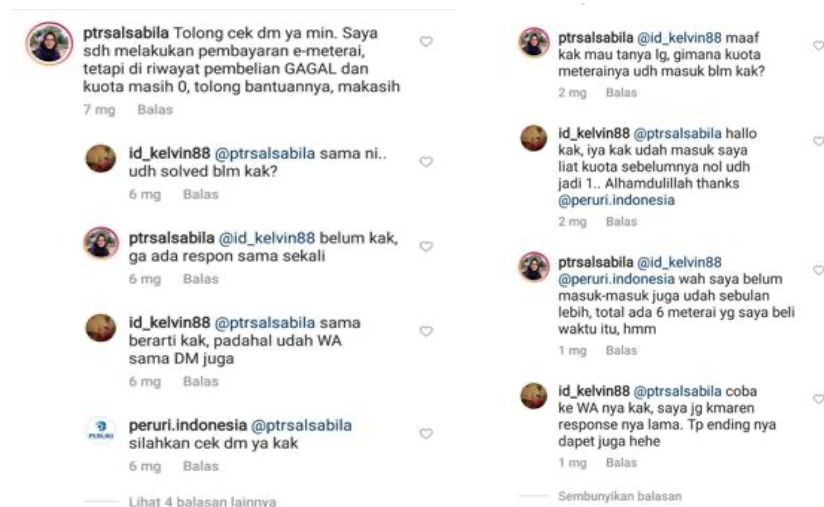 ptrsalsabila Tolong cek dm ya min. Saya
sdh melakukan pembayaran e-meterai,
tetapi di riwayat pembelian GAGAL dan
kuota masih 0, tolong bantuannya, makasih
7 mg Balas
id_kelvin88 @ptrsalsabila sama ni..
udh solved blm kak?
6 mg Balas
ptrsalsabila @id_kelvin88 belum kak,
ga ada respon sama sekali
6 mg Balas
id_kelvin88 @ptrsalsabila sama
berarti kak, padahal udah WA
sama DM juga
6 mg Balas
PERURI
peruri.indonesia @ptrsalsabila
silahkan cek dm ya kak
6 mg Balas
Lihat 4 balasan lainnya
ptrsalsabila @id_kelvin88 maaf
kak mau tanya lg, gimana kuota
meterainya udh masuk blm kak?
2 mg Balas
id_kelvin88 @ptrsalsabila hallo
kak, iya kak udah masuk saya
liat kuota sebelumnya nol udh
jadi 1.. Alhamdulillah thanks
@peruri.indonesia
2 mg Balas
ptrsalsabila @id_kelvin88
@peruri.indonesia wah saya belum
masuk-masuk juga udah sebulan
lebih, total ada 6 meterai yg saya beli
waktu itu, hmm
1 mg Balas
id_kelvin88 @ptrsalsabila coba
ke WA nya kak, saya jg kmaren
response nya lama. Tp ending nya
dapet juga hehe
1 mg Balas
Sembunyikan balasan